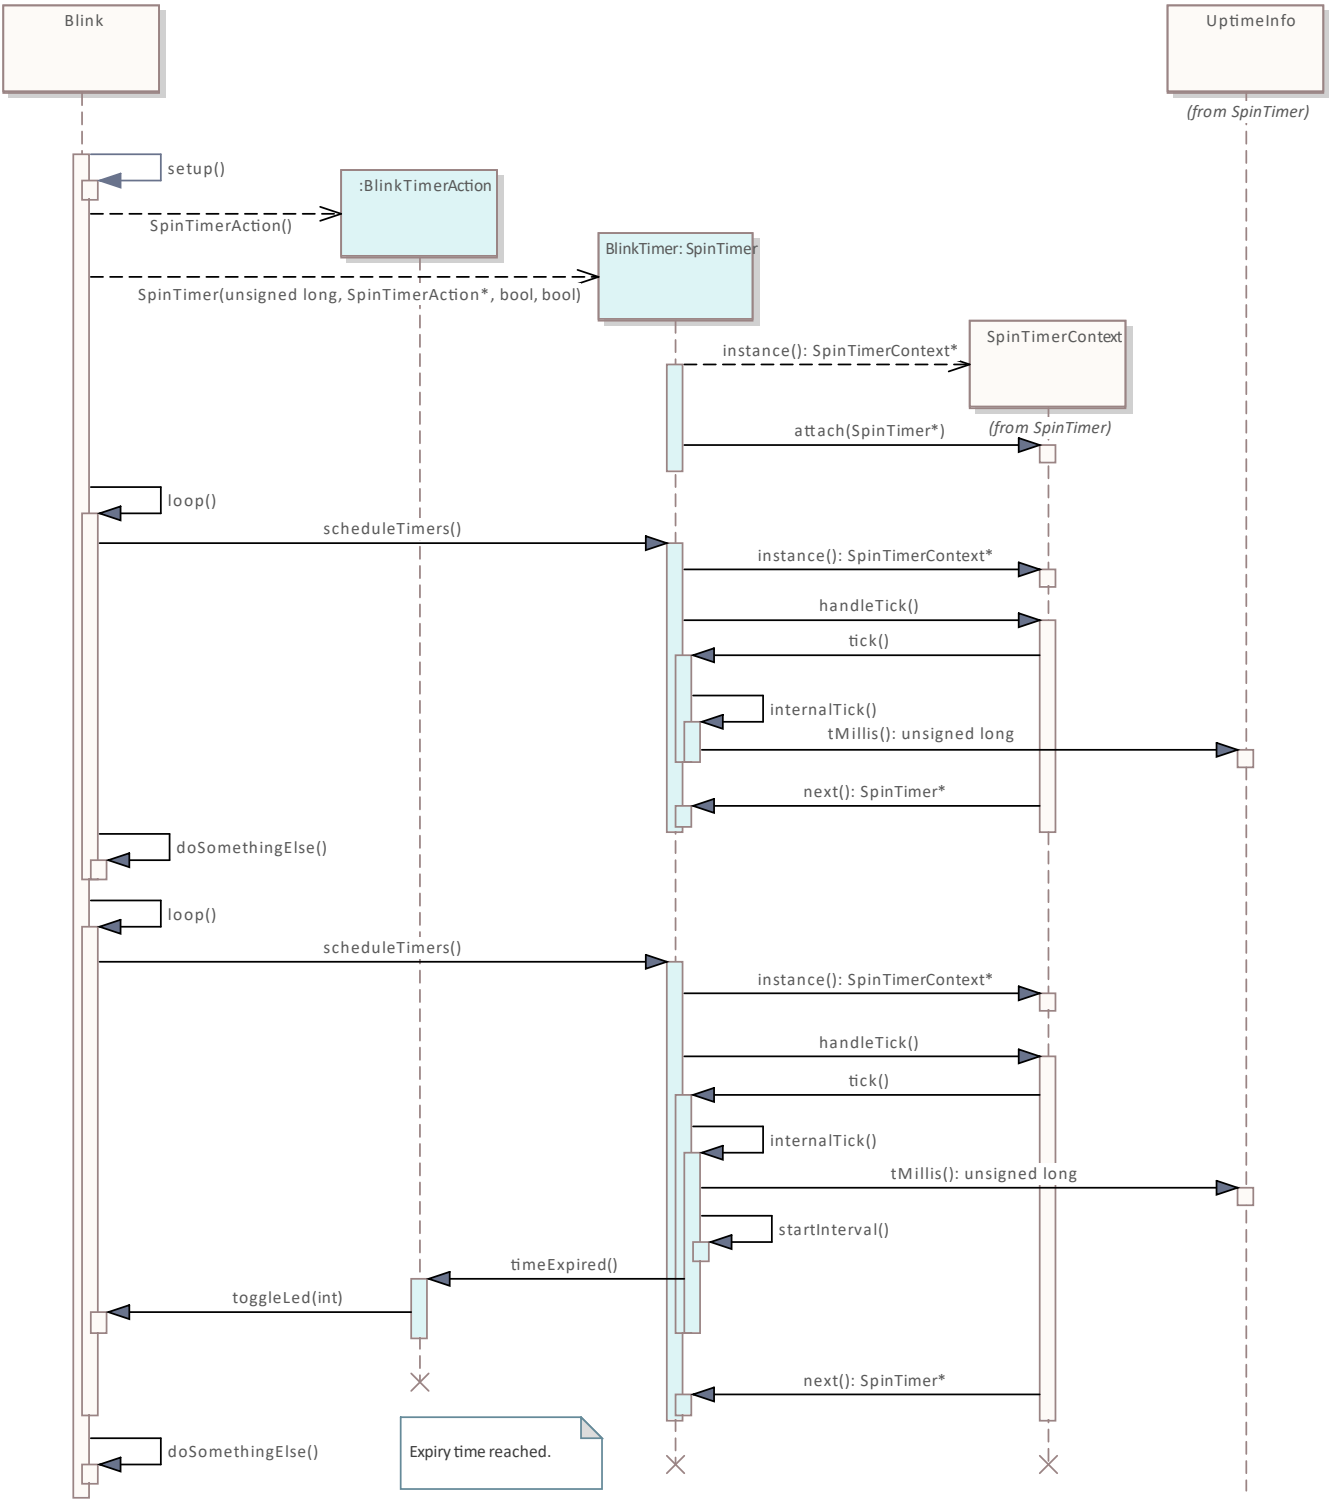 Blink
UptimeInfo
(from SpinTimer)
setup()
:BlinkTimerAction
SpinTimerAction()
BlinkTimer: SpinTimer
SpinTimer(unsigned long, SpinTimerAction*, bool, bool)
SpinTimerContext
instance(): SpinTimerContext*
(from SpinTimer)
attach(SpinTimer*)
loop()
scheduleTimers()
instance(): SpinTimerContext*
handleTick()
tick()
internalTick()
tMillis(): unsigned long
next(): SpinTimer*
doSomethingElse()
loop()
scheduleTimers()
instance(): SpinTimerContext*
handleTick()
tick()
internalTick()
tMillis(): unsigned long
startInterval()
timeExpired()
toggleLed(int)
next(): SpinTimer*
doSomethingElse()
Expiry time reached.